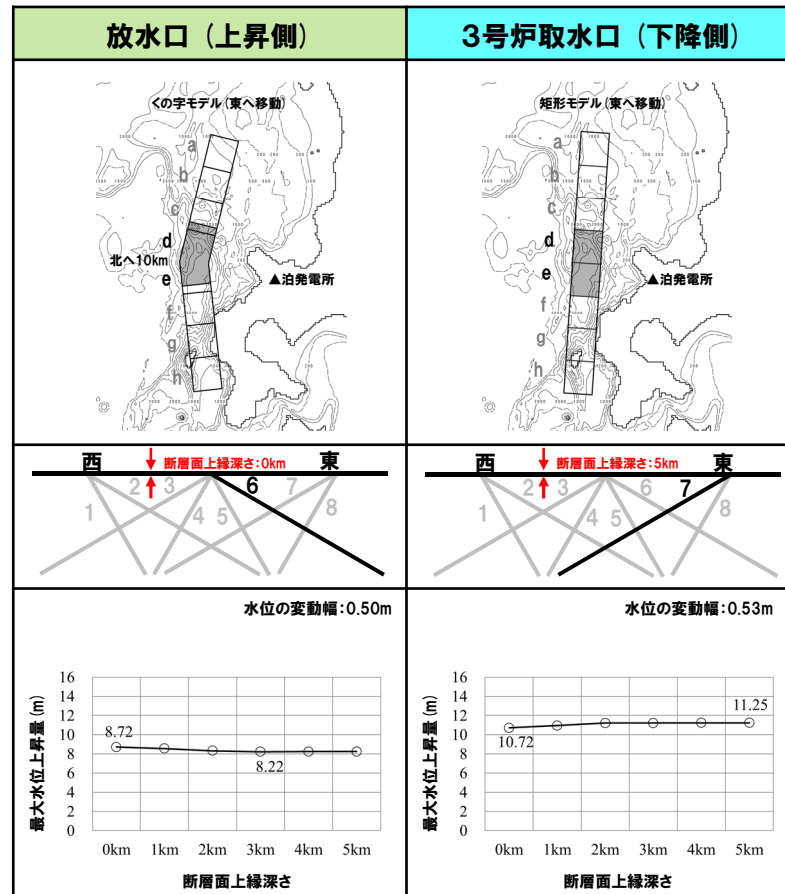 放水口（上昇側）
3号炉取水口（下降側）
くの字モデル（東へ移動）
a
b
c
d
北へ10km
e
▲泊発電所
f
g
h
矩形モデル（東へ移動）
a
b
c
d
e
▲泊発電所
f
g
h
西
断層面上縁深さ:0km
東
1
2
3
4
5
6
7
8
西
断層面上縁深さ:5km
東
1
2
3
4
5
6
7
8
水位の変動幅:0.50m
最大水位上昇量(m)
16
14
12
10
8
6
4
2
0
8.72
8.22
0km 1km 2km 3km 4km 5km
断層面上縁深さ
水位の変動幅:0.53m
最大水位上昇量(m)
16
14
12
10
8
6
4
2
0
10.72
11.25
0km 1km 2km 3km 4km 5km
断層面上縁深さ